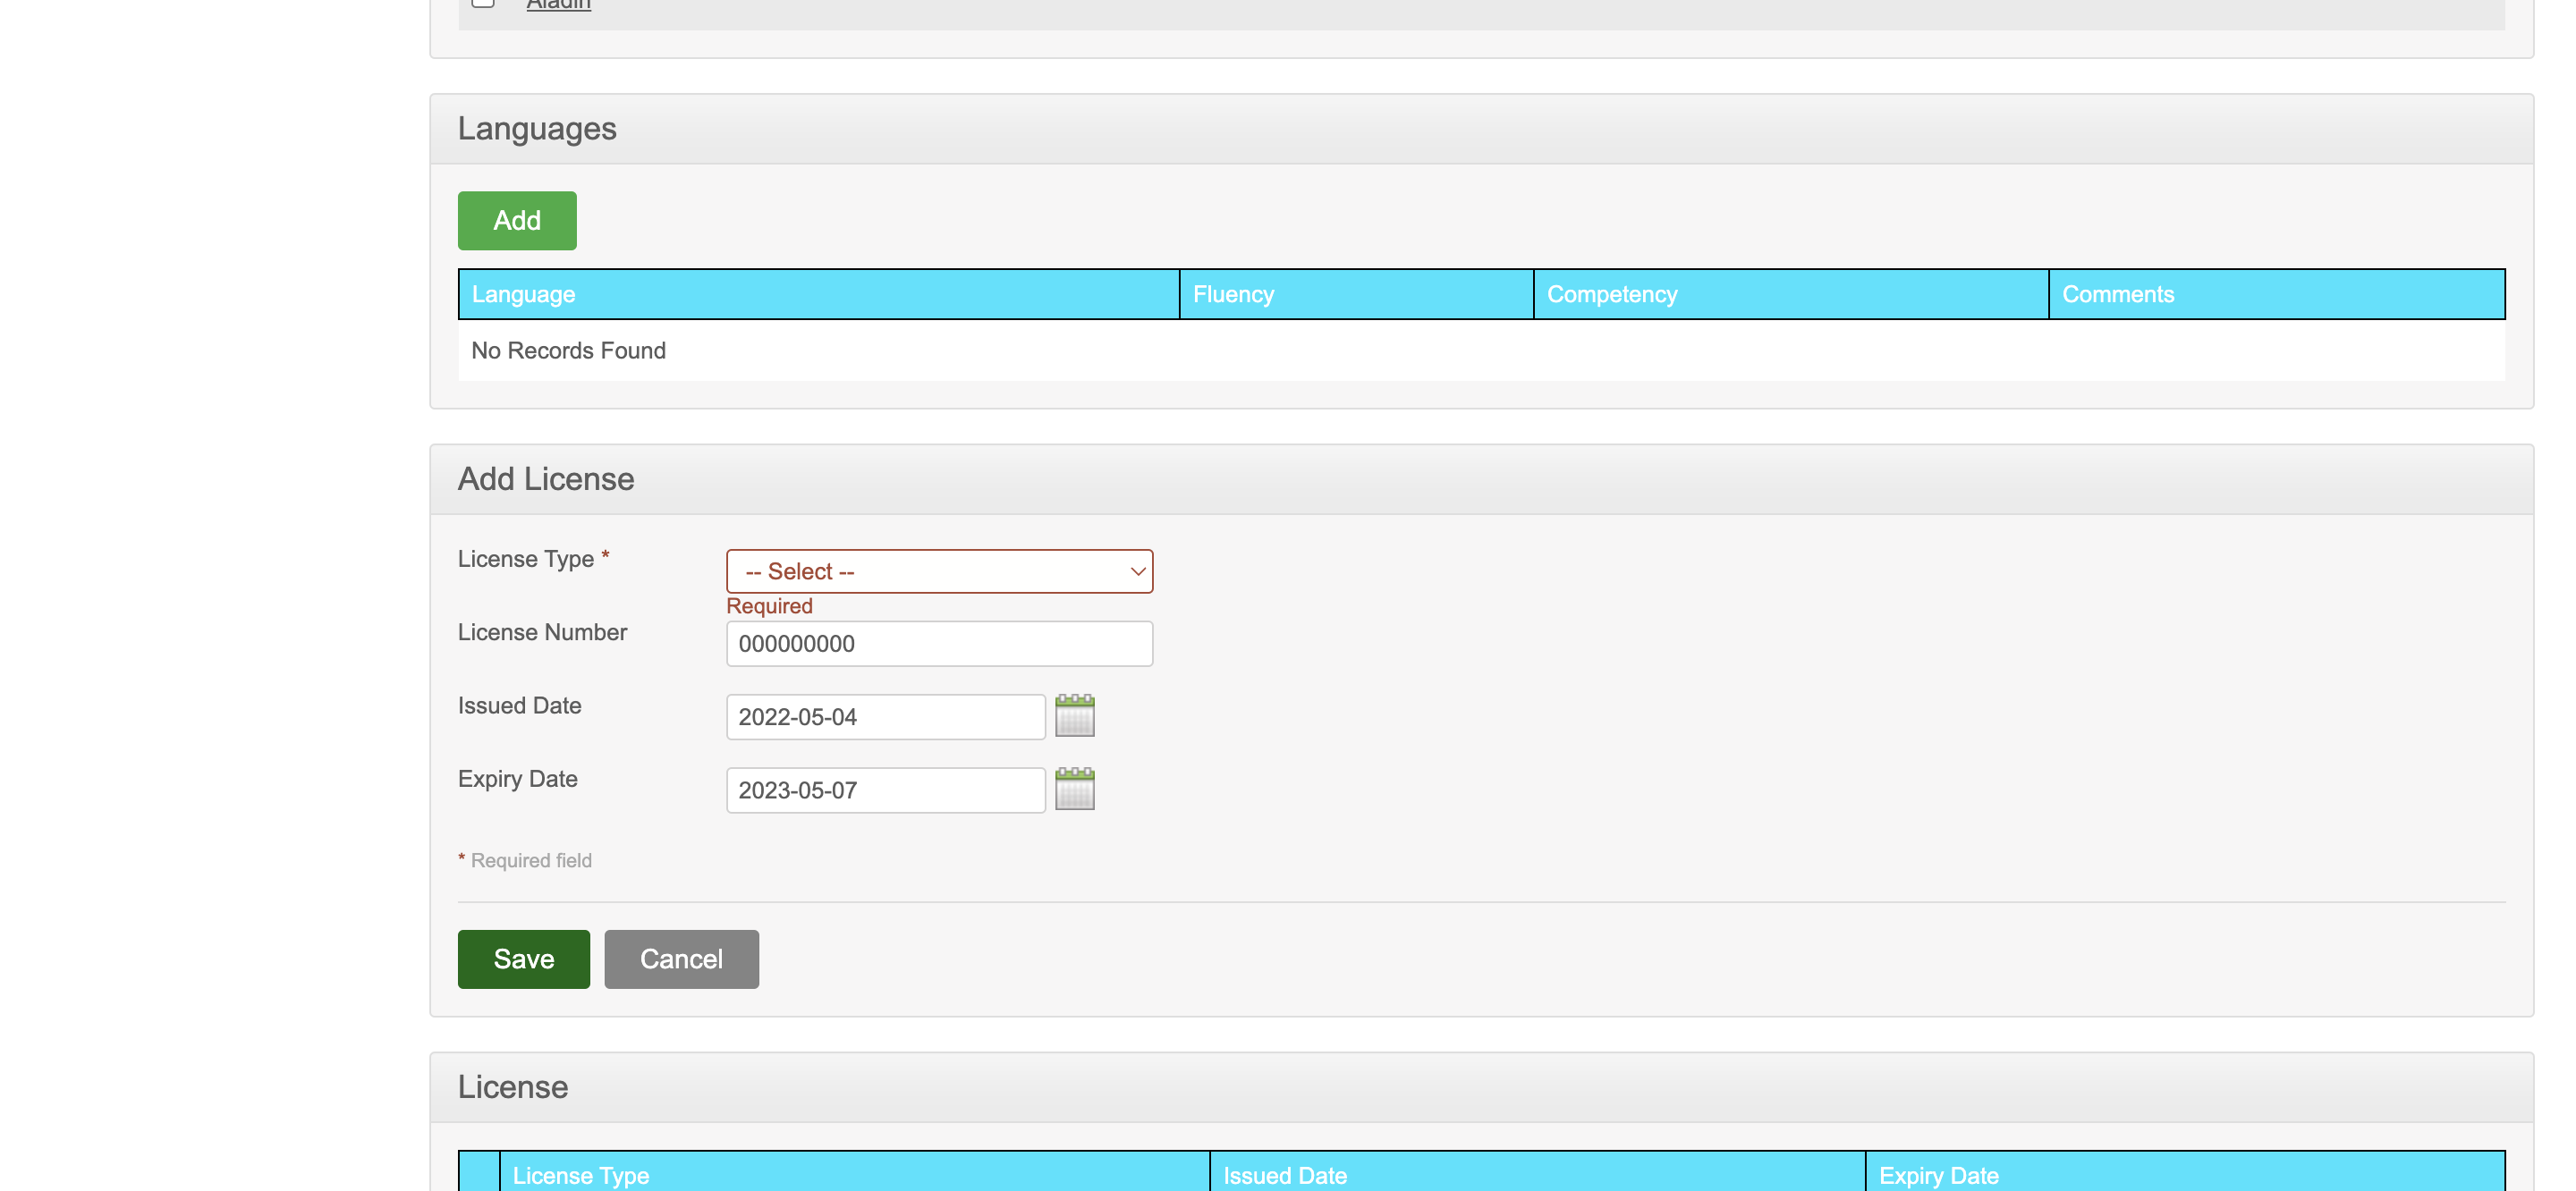 Aladin
Languages
Add
Language Fluency Competency Comments
No Records Found
Add License
License Type *
-- Select --
Required
License Number
000000000
Issued Date
2022-05-04
Expiry Date
2023-05-07
* Required field
Save Cancel
License
License Type Issued Date Expiry Date